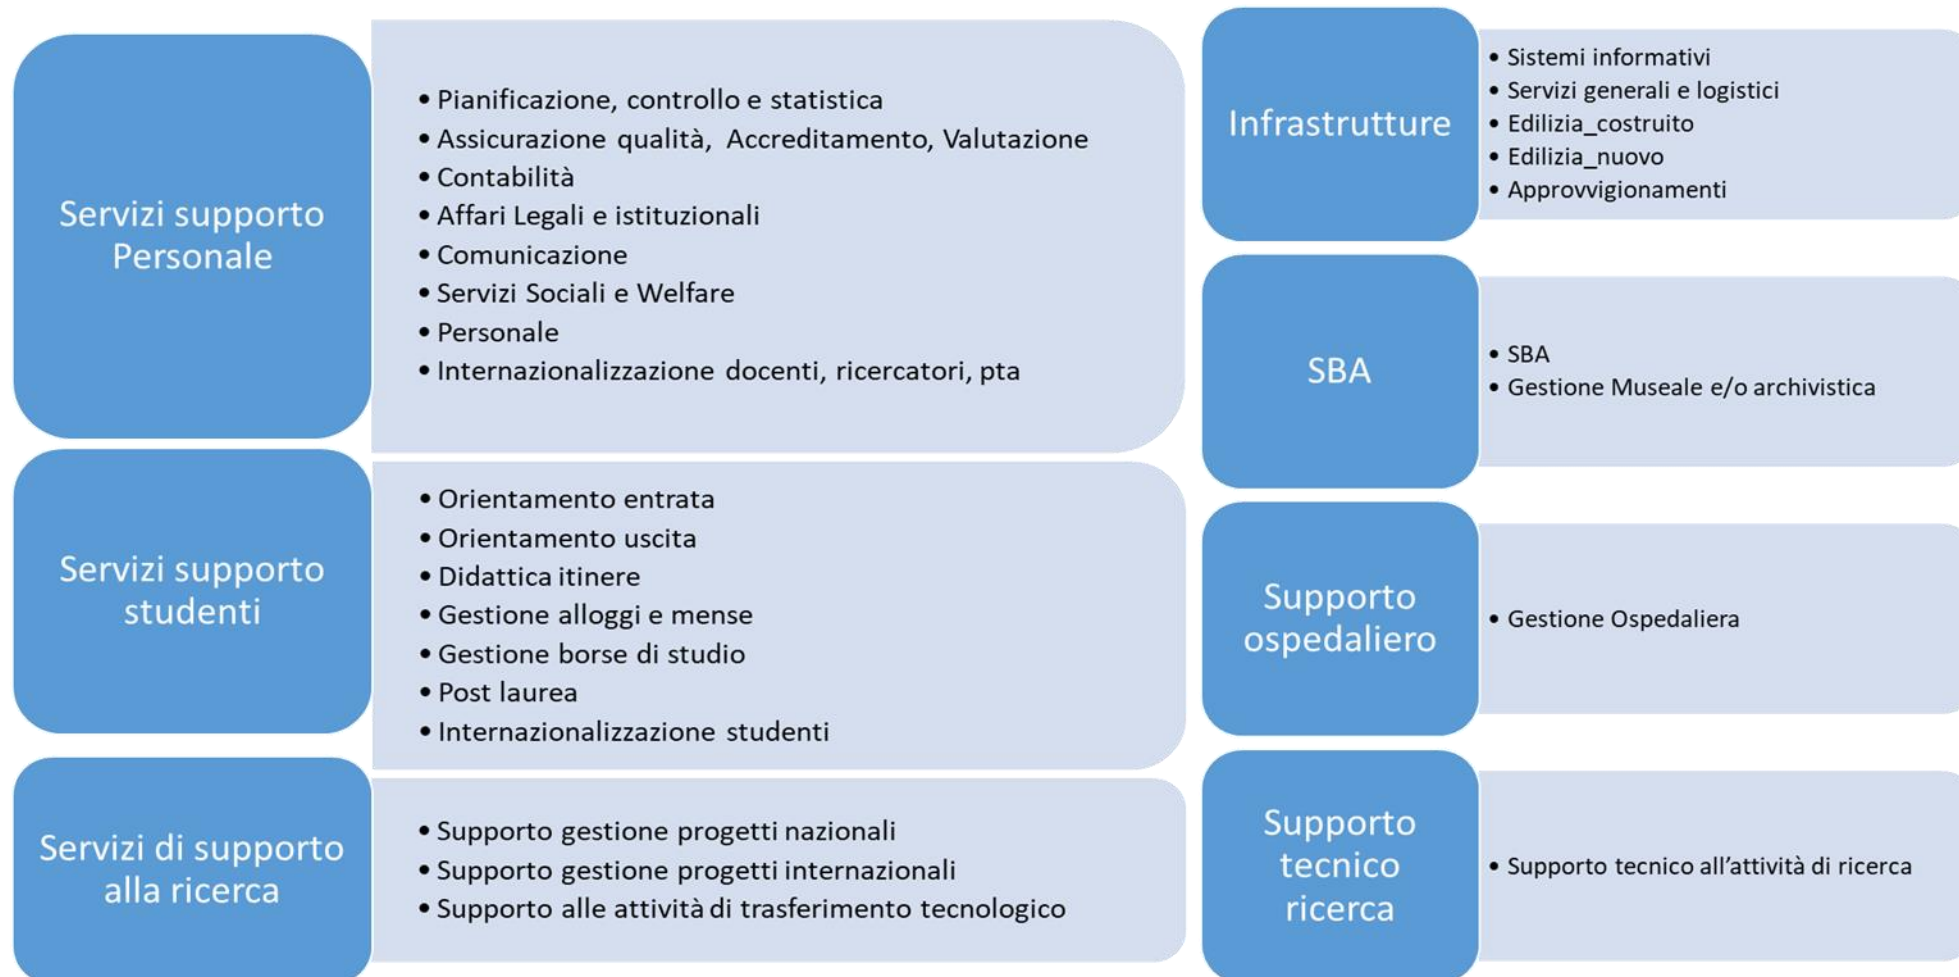 Servizi supporto
Personale
• Pianificazione, controllo e statistica
• Assicurazione qualità, Accreditamento, Valutazione
• Contabilità
• Affari Legali e istituzionali
• Comunicazione
• Servizi Sociali e Welfare
• Personale
• Internazionalizzazione docenti, ricercatori, pta
Servizi supporto
studenti
• Orientamento entrata
• Orientamento uscita
• Didattica itinere
• Gestione alloggi e mense
• Gestione borse di studio
• Post laurea
• Internazionalizzazione studenti
Servizi di supporto
alla ricerca
• Supporto gestione progetti nazionali
• Supporto gestione progetti internazionali
• Supporto alle attività di trasferimento tecnologico
Infrastrutture
• Sistemi informativi
• Servizi generali e logistici
• Edilizia_costruito
• Edilizia_nuovo
• Approvvigionamenti
SBA
• SBA
• Gestione Museale e/o archivistica
Supporto
ospedaliero
• Gestione Ospedaliera
Supporto
tecnico
ricerca
• Supporto tecnico all’attività di ricerca